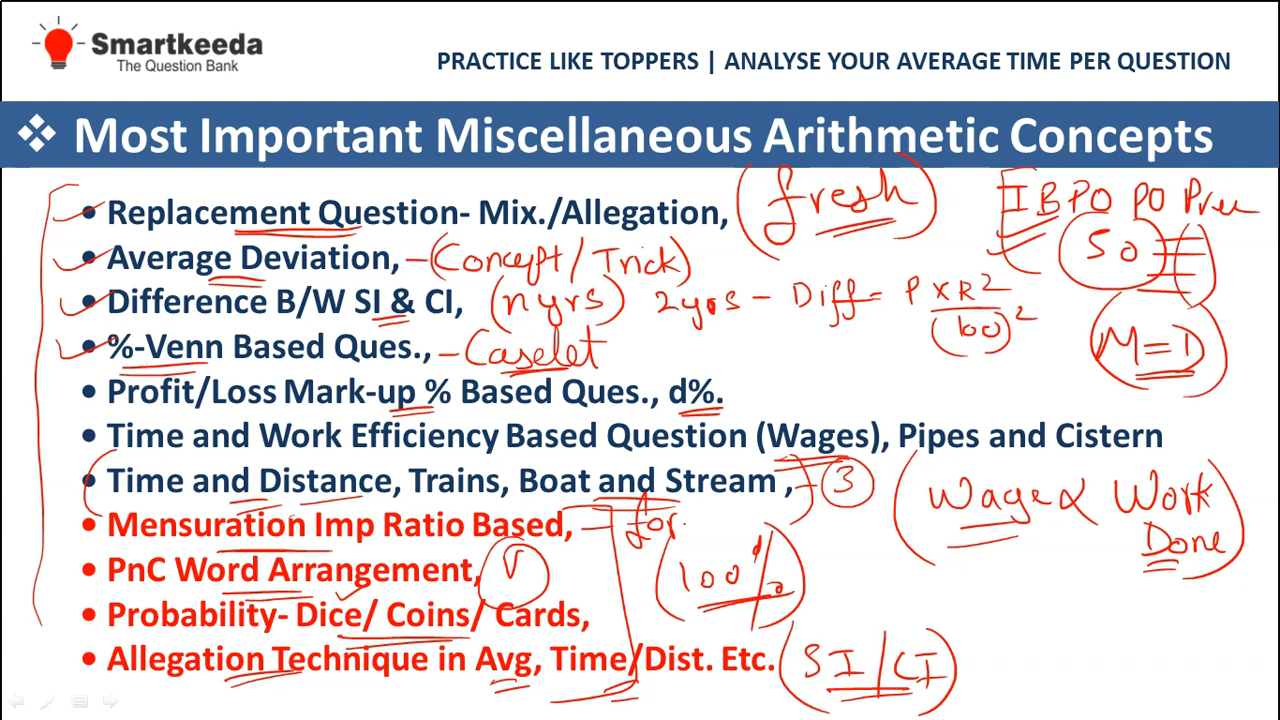 Smartkeeda
The Question Bank
PRACTICE LIKE TOPPERS | ANALYSE YOUR AVERAGE TIME PER QUESTION
❖ Most Important Miscellaneous Arithmetic Concepts
• Replacement Question- Mix./Allegation, (fresh) IBPO PO Pre
• Average Deviation, - (Concept/Trick) 50
• Difference B/W SI & CI, (n yrs) 2yrs - Diff = P X R² / (100)²
• %-Venn Based Ques., - Caselet (M=D)
• Profit/Loss Mark-up % Based Ques., d%.
• Time and Work Efficiency Based Question (Wages), Pipes and Cistern
• Time and Distance, Trains, Boat and Stream , - 3 (Wage ∝ Work Done)
• Mensuration Imp Ratio Based, for
• PnC Word Arrangement, V 100%
• Probability- Dice/ Coins/ Cards,
• Allegation Technique in Avg, Time/Dist. Etc. (SI/CI)